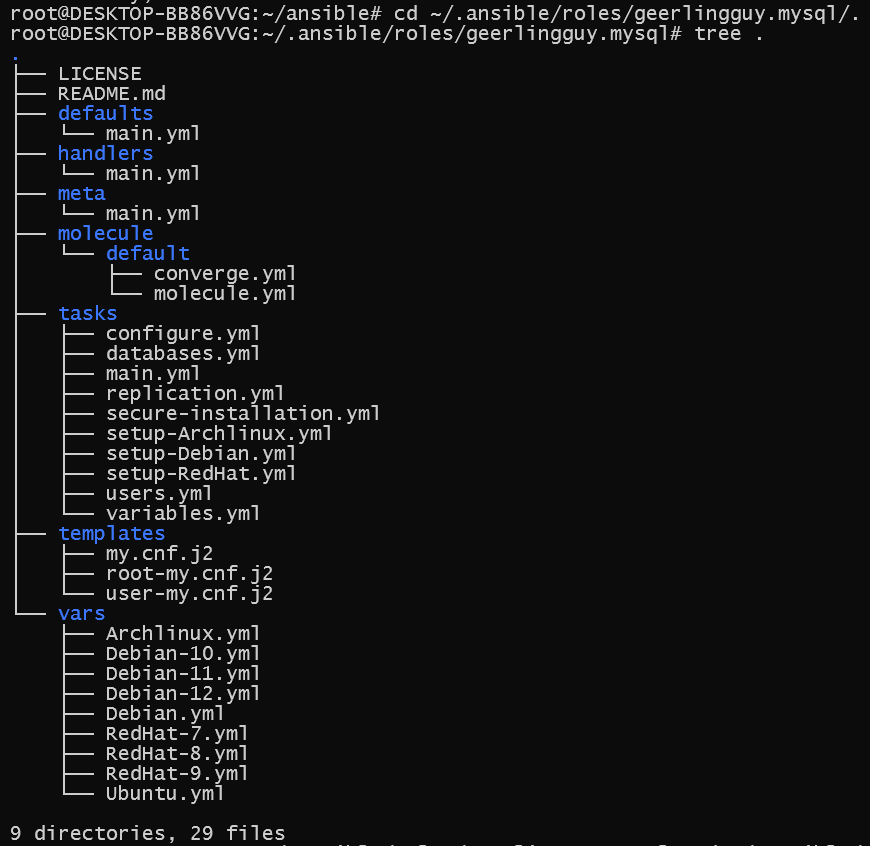 root@DESKTOP-BB86VVG:~/ansible# cd ~/.ansible/roles/geerlingguy.mysql/.
root@DESKTOP-BB86VVG:~/.ansible/roles/geerlingguy.mysql# tree .
.
├── LICENSE
├── README.md
├── defaults
│   └── main.yml
├── handlers
│   └── main.yml
├── meta
│   └── main.yml
├── molecule
│   └── default
│       ├── converge.yml
│       └── molecule.yml
├── tasks
│   ├── configure.yml
│   ├── databases.yml
│   ├── main.yml
│   ├── replication.yml
│   ├── secure-installation.yml
│   ├── setup-Archlinux.yml
│   ├── setup-Debian.yml
│   ├── setup-RedHat.yml
│   ├── users.yml
│   └── variables.yml
├── templates
│   ├── my.cnf.j2
│   ├── root-my.cnf.j2
│   └── user-my.cnf.j2
└── vars
    ├── Archlinux.yml
    ├── Debian-10.yml
    ├── Debian-11.yml
    ├── Debian-12.yml
    ├── Debian.yml
    ├── RedHat-7.yml
    ├── RedHat-8.yml
    ├── RedHat-9.yml
    └── Ubuntu.yml
9 directories, 29 files